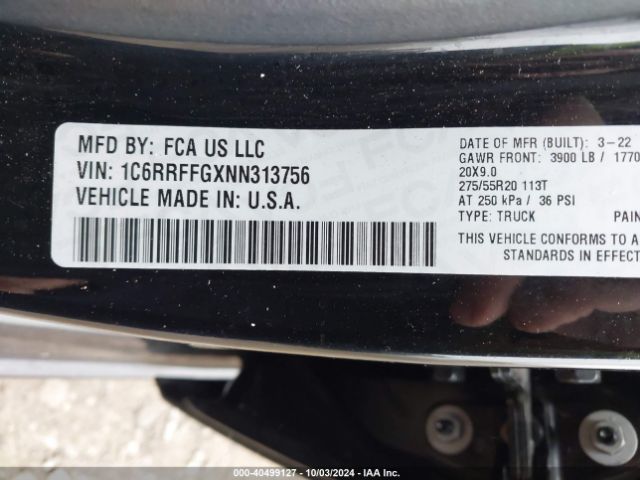 MFD BY: FCA US LLC
VIN: 1C6RRFFGXNN313756
VEHICLE MADE IN: U.S.A.
DATE OF MFR (BUILT): 3-22
GAWR FRONT: 3900 LB / 1770
20X9.0
275/55R20 113T
AT 250 kPa / 36 PSI
TYPE: TRUCK PAIN
THIS VEHICLE CONFORMS TO A
STANDARDS IN EFFECT
000-40499127 - 10/03/2024 - IAA Inc.